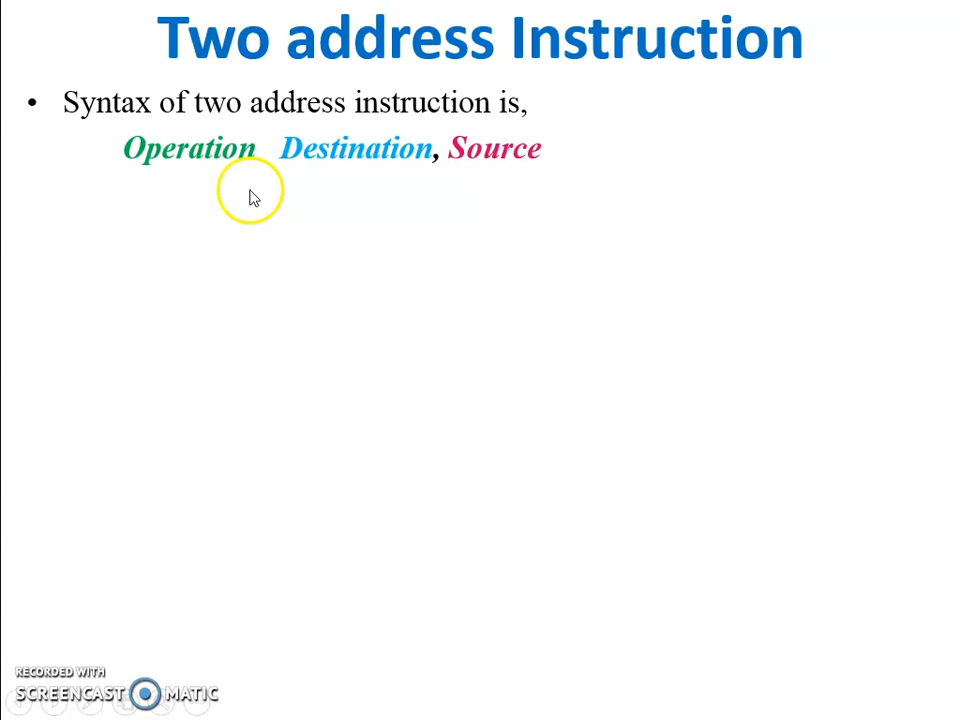 Two address Instruction
• Syntax of two address instruction is,
Operation Destination, Source
RECORDED WITH
SCREENCAST MATIC